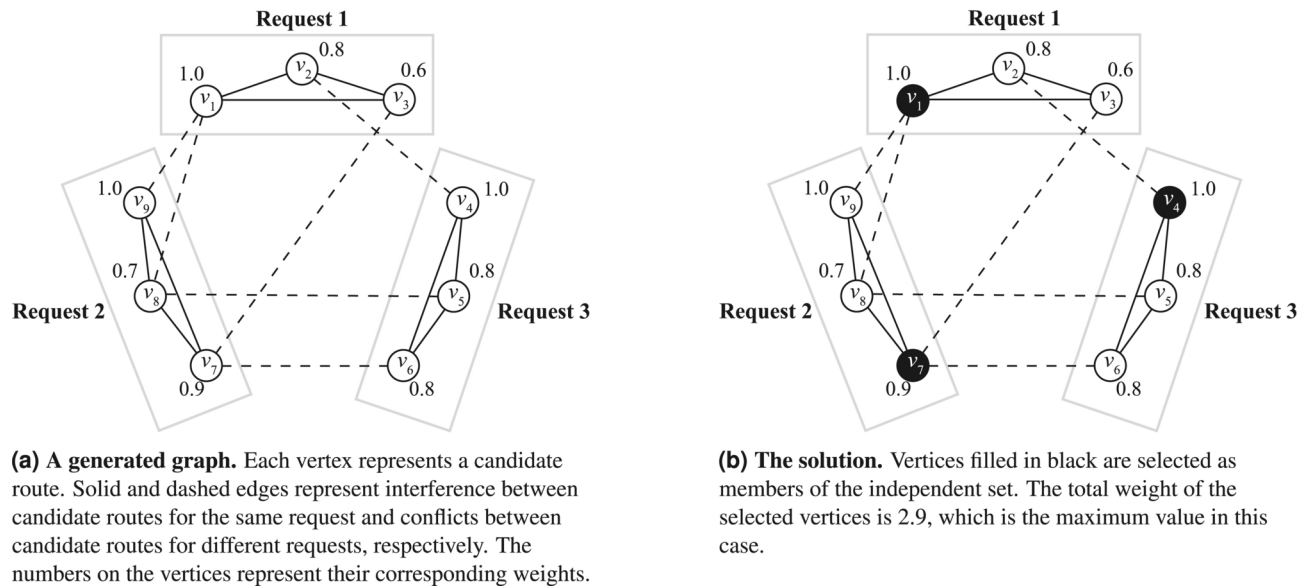 Request 1
0.8
1.0
v2
0.6
v1
v3
1.0
v9
v4
1.0
0.7
0.8
v8
v5
Request 2
Request 3
v7
v6
0.9
0.8
(a) A generated graph. Each vertex represents a candidate
route. Solid and dashed edges represent interference between
candidate routes for the same request and conflicts between
candidate routes for different requests, respectively. The
numbers on the vertices represent their corresponding weights.
Request 1
0.8
1.0
v2
0.6
v1
v3
1.0
v9
v4
1.0
0.7
0.8
v8
v5
Request 2
Request 3
v7
v6
0.9
0.8
(b) The solution. Vertices filled in black are selected as
members of the independent set. The total weight of the
selected vertices is 2.9, which is the maximum value in this
case.